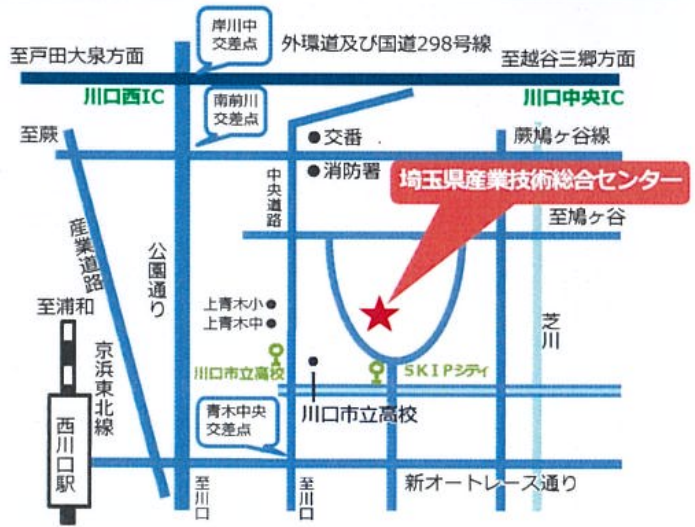 岸川中
交差点
外環道及び国道298号線
至戸田大泉方面
至越谷三郷方面
川口西IC
川口中央IC
南前川
交差点
至蕨
交番
蕨鳩ヶ谷線
消防署
埼玉県産業技術総合センター
中央道路
至鳩ヶ谷
産業道路
公園通り
至浦和
上青木小
上青木中
芝川
京浜東北線
川口市立高校
SKIPシティ
川口市立高校
青木中央
交差点
西川口駅
至川口
至川口
新オートレース通り